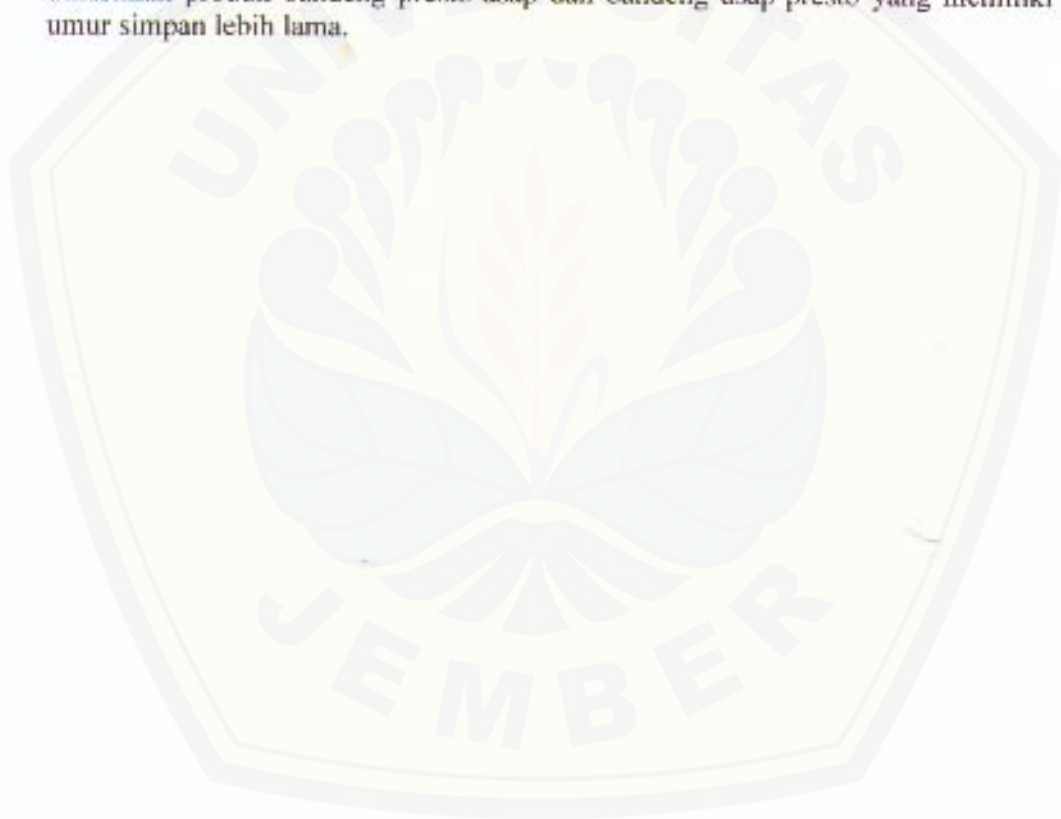 produk bandeng presto asap dan bandeng asap presto yang memiliki
umur simpan lebih lama.
UNIVERSITAS
JEMBER